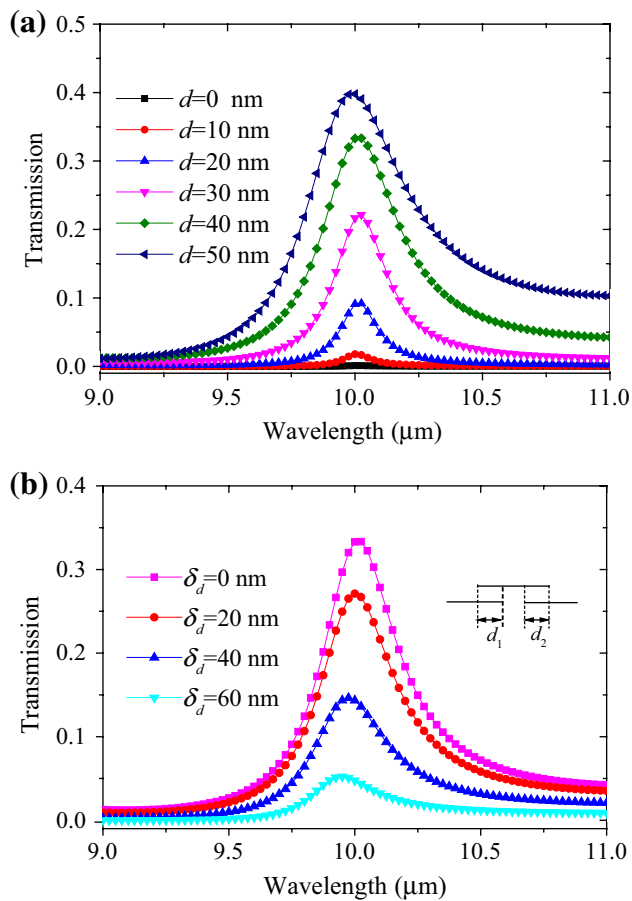 (a)
0.5
0.4
0.3
0.2
0.1
0.0
Transmission
d=0 nm
d=10 nm
d=20 nm
d=30 nm
d=40 nm
d=50 nm
9.0 9.5 10.0 10.5 11.0
Wavelength (μm)
(b)
0.4
0.3
0.2
0.1
0.0
Transmission
δd=0 nm
δd=20 nm
δd=40 nm
δd=60 nm
d1 d2
9.0 9.5 10.0 10.5 11.0
Wavelength (μm)